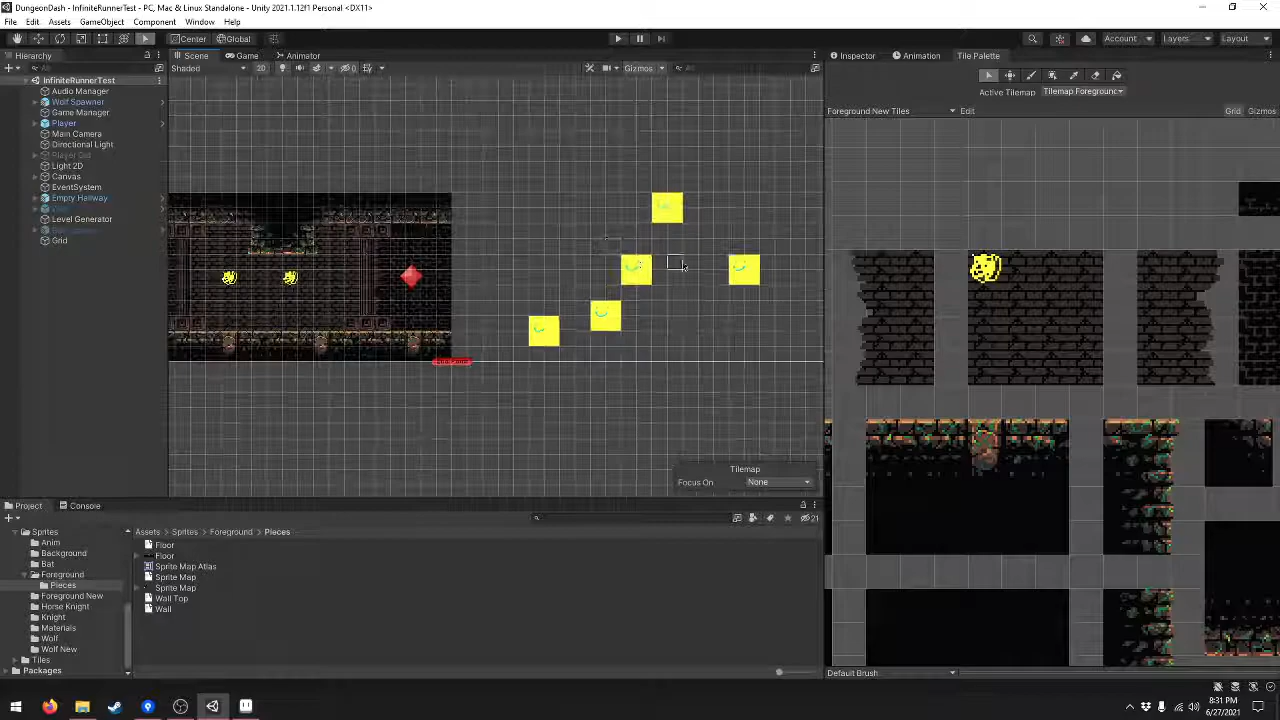 DungeonDash - InfiniteRunnerTest - PC, Mac & Linux Standalone - Unity 2021.1.12f1 Personal <DX11>
File Edit Assets GameObject Component Window Help
Center Global Account Layers Layout
Hierarchy Scene Game Animator Inspector Animation Tile Palette
All Shaded 2D Gizmos All
InfiniteRunnerTest
Audio Manager
Wolf Spawner
Game Manager
Player
Main Camera
Directional Light
Player Old
Light 2D
Canvas
EventSystem
Empty Hallway
Level Generator
Grid
Active Tilemap Tilemap Foreground
Foreground New Tiles Edit Grid Gizmos
Tilemap
Focus On None
Project Console
21
Sprites
Anim
Background
Bat
Foreground
Pieces
Foreground New
Horse Knight
Knight
Materials
Wolf
Wolf New
Tiles
Packages
Assets > Sprites > Foreground > Pieces
Floor
Floor
Sprite Map Atlas
Sprite Map
Sprite Map
Wall Top
Wall
Default Brush
8:31 PM
6/27/2021